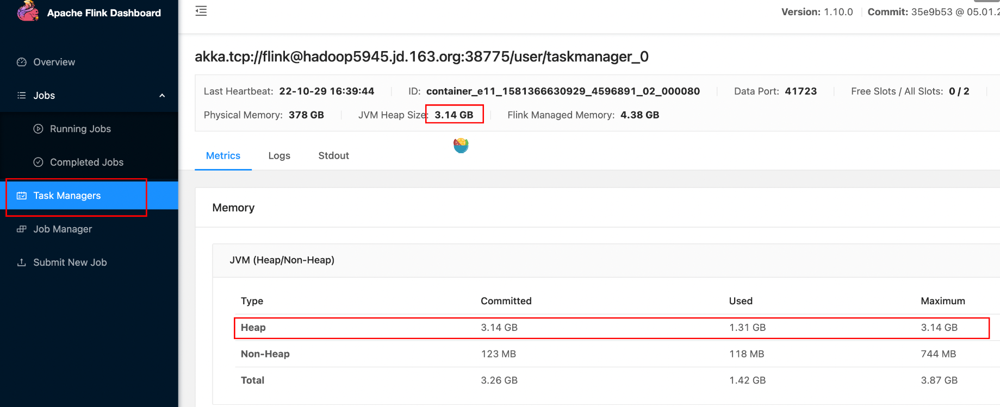 Apache Flink Dashboard
Version: 1.10.0 Commit: 35e9b53 @ 05.01.2
Overview
Jobs
Running Jobs
Completed Jobs
Task Managers
Job Manager
Submit New Job
akka.tcp://flink@hadoop5945.jd.163.org:38775/user/taskmanager_0
Last Heartbeat: 22-10-29 16:39:44 ID: container_e11_1581366630929_4596891_02_000080 Data Port: 41723 Free Slots / All Slots: 0 / 2
Physical Memory: 378 GB JVM Heap Size: 3.14 GB Flink Managed Memory: 4.38 GB
Metrics Logs Stdout
Memory
JVM (Heap/Non-Heap)
Type Committed Used Maximum
Heap 3.14 GB 1.31 GB 3.14 GB
Non-Heap 123 MB 118 MB 744 MB
Total 3.26 GB 1.42 GB 3.87 GB